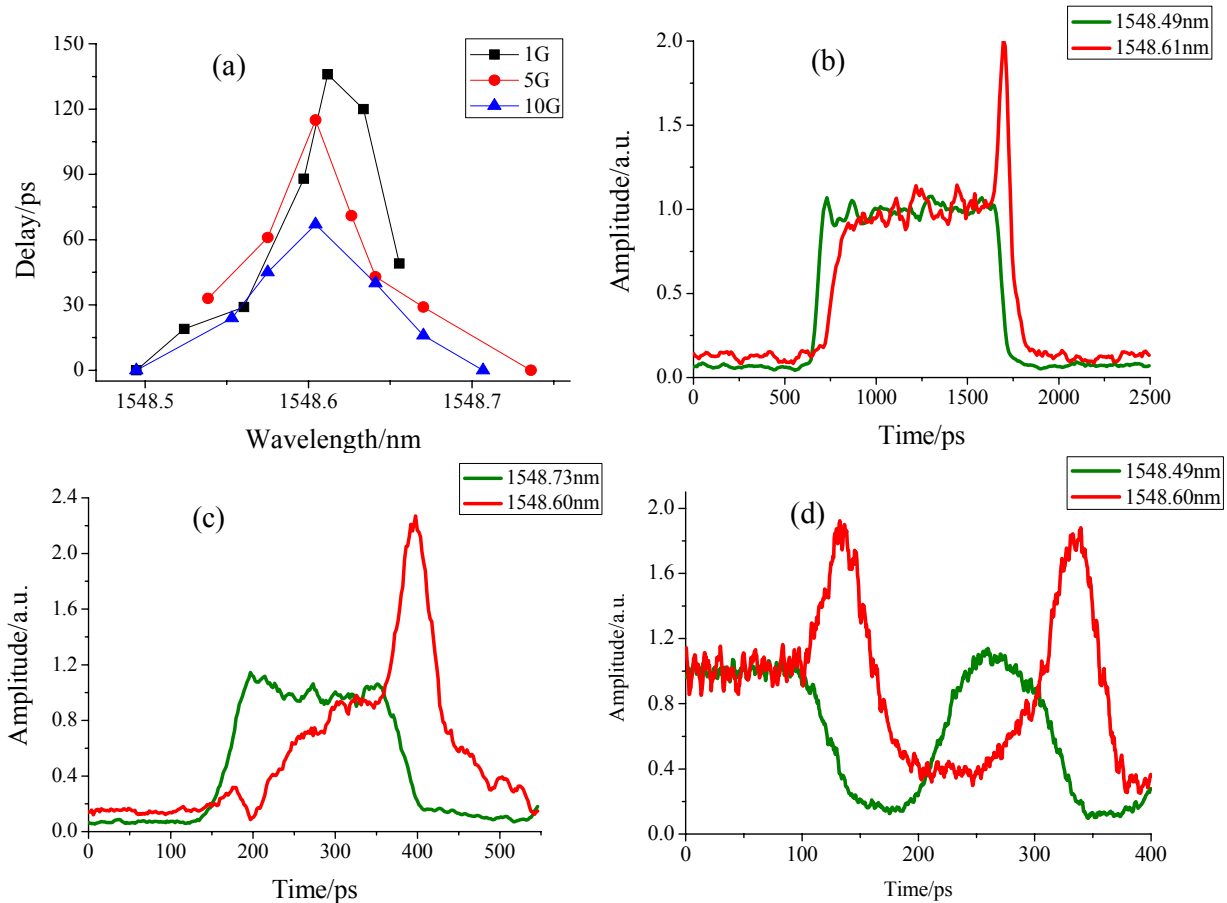 (a)
1G
5G
10G
150
120
90
60
30
0
Delay/ps
1548.5
1548.6
1548.7
Wavelength/nm
(b)
1548.49nm
1548.61nm
2.0
1.5
1.0
0.5
0.0
Amplitude/a.u.
0
500
1000
1500
2000
2500
Time/ps
(c)
1548.73nm
1548.60nm
2.4
2.0
1.6
1.2
0.8
0.4
0.0
Amplitude/a.u.
0
100
200
300
400
500
Time/ps
(d)
1548.49nm
1548.60nm
2.0
1.6
1.2
0.8
0.4
0.0
Amplitude/a.u.
0
100
200
300
400
Time/ps